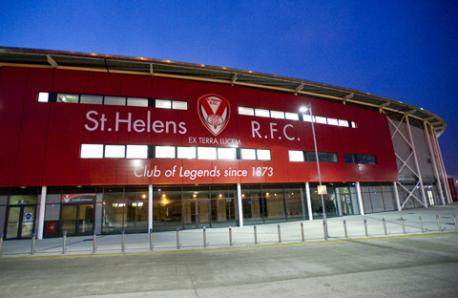 St.Helens R.F.C.
EX TERRA LUCEM
Club of Legends since 1873